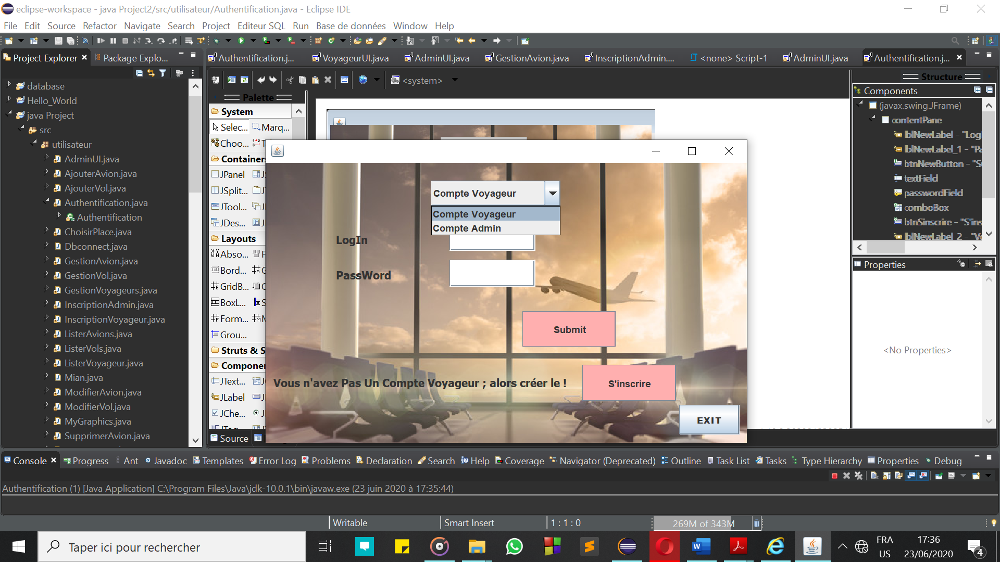 eclipse-workspace - java Project2/src/utilisateur/Authentification.java - Eclipse IDE
File Edit Source Refactor Navigate Search Project Editeur SQL Run Base de données Window Help
Project Explorer
Package Explo...
Authentification.j...
VoyageurUI.java
AdminUI.java
GestionAvion.java
InscriptionAdmin....
<none> Script-1
AdminUI.java
Authentification.j...
<system>
database
Hello_World
java Project
src
utilisateur
AdminUI.java
AjouterAvion.java
AjouterVol.java
Authentification.java
Authentification
ChoisirPlace.java
Dbconnect.java
GestionAvion.java
GestionVol.java
GestionVoyageurs.java
InscriptionAdmin.java
InscriptionVoyageur.java
ListerAvions.java
ListerVols.java
ListerVoyageur.java
Mian.java
ModifierAvion.java
ModifierVol.java
MyGraphics.java
SupprimerAvion.java
Palette
System
Selec... Marq...
Choo...
Container
JPanel
JSplit...
JTool...
JDes...
Layouts
Abso...
Bord...
GridB...
BoxL...
Form...
Grou...
Struts & S
Componer
JText...
JLabel
JChe...
Source
Compte Voyageur
Compte Voyageur
Compte Admin
LogIn
PassWord
Submit
Vous n'avez Pas Un Compte Voyageur ; alors créer le !
S'inscrire
EXIT
Structure
Components
(javax.swing.JFrame)
contentPane
lblNewLabel - "Log
lblNewLabel_1 - "Pa
btnNewButton - "S
textField
passwordField
comboBox
btnSinscrire - "S'ins
lblNewLabel_2 - "Vo
Properties
<No Properties>
Console Progress Ant Javadoc Templates Error Log Problems Declaration Search Help Coverage Navigator (Deprecated) Outline Task List Tasks Type Hierarchy Properties Debug
Authentification (1) [Java Application] C:\Program Files\Java\jdk-10.0.1\bin\javaw.exe (23 juin 2020 à 17:35:44)
Writable Smart Insert 1 : 1 : 0 269M of 343M
Taper ici pour rechercher
FRA
US
17:36
23/06/2020
4